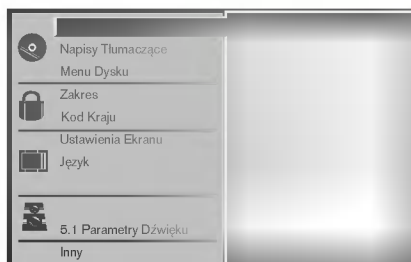 Napisy Tłumaczące
Menu Dysku
Zakres
Kod Kraju
Ustawienia Ekranu
Język
5.1 Parametry Dźwięku
Inny